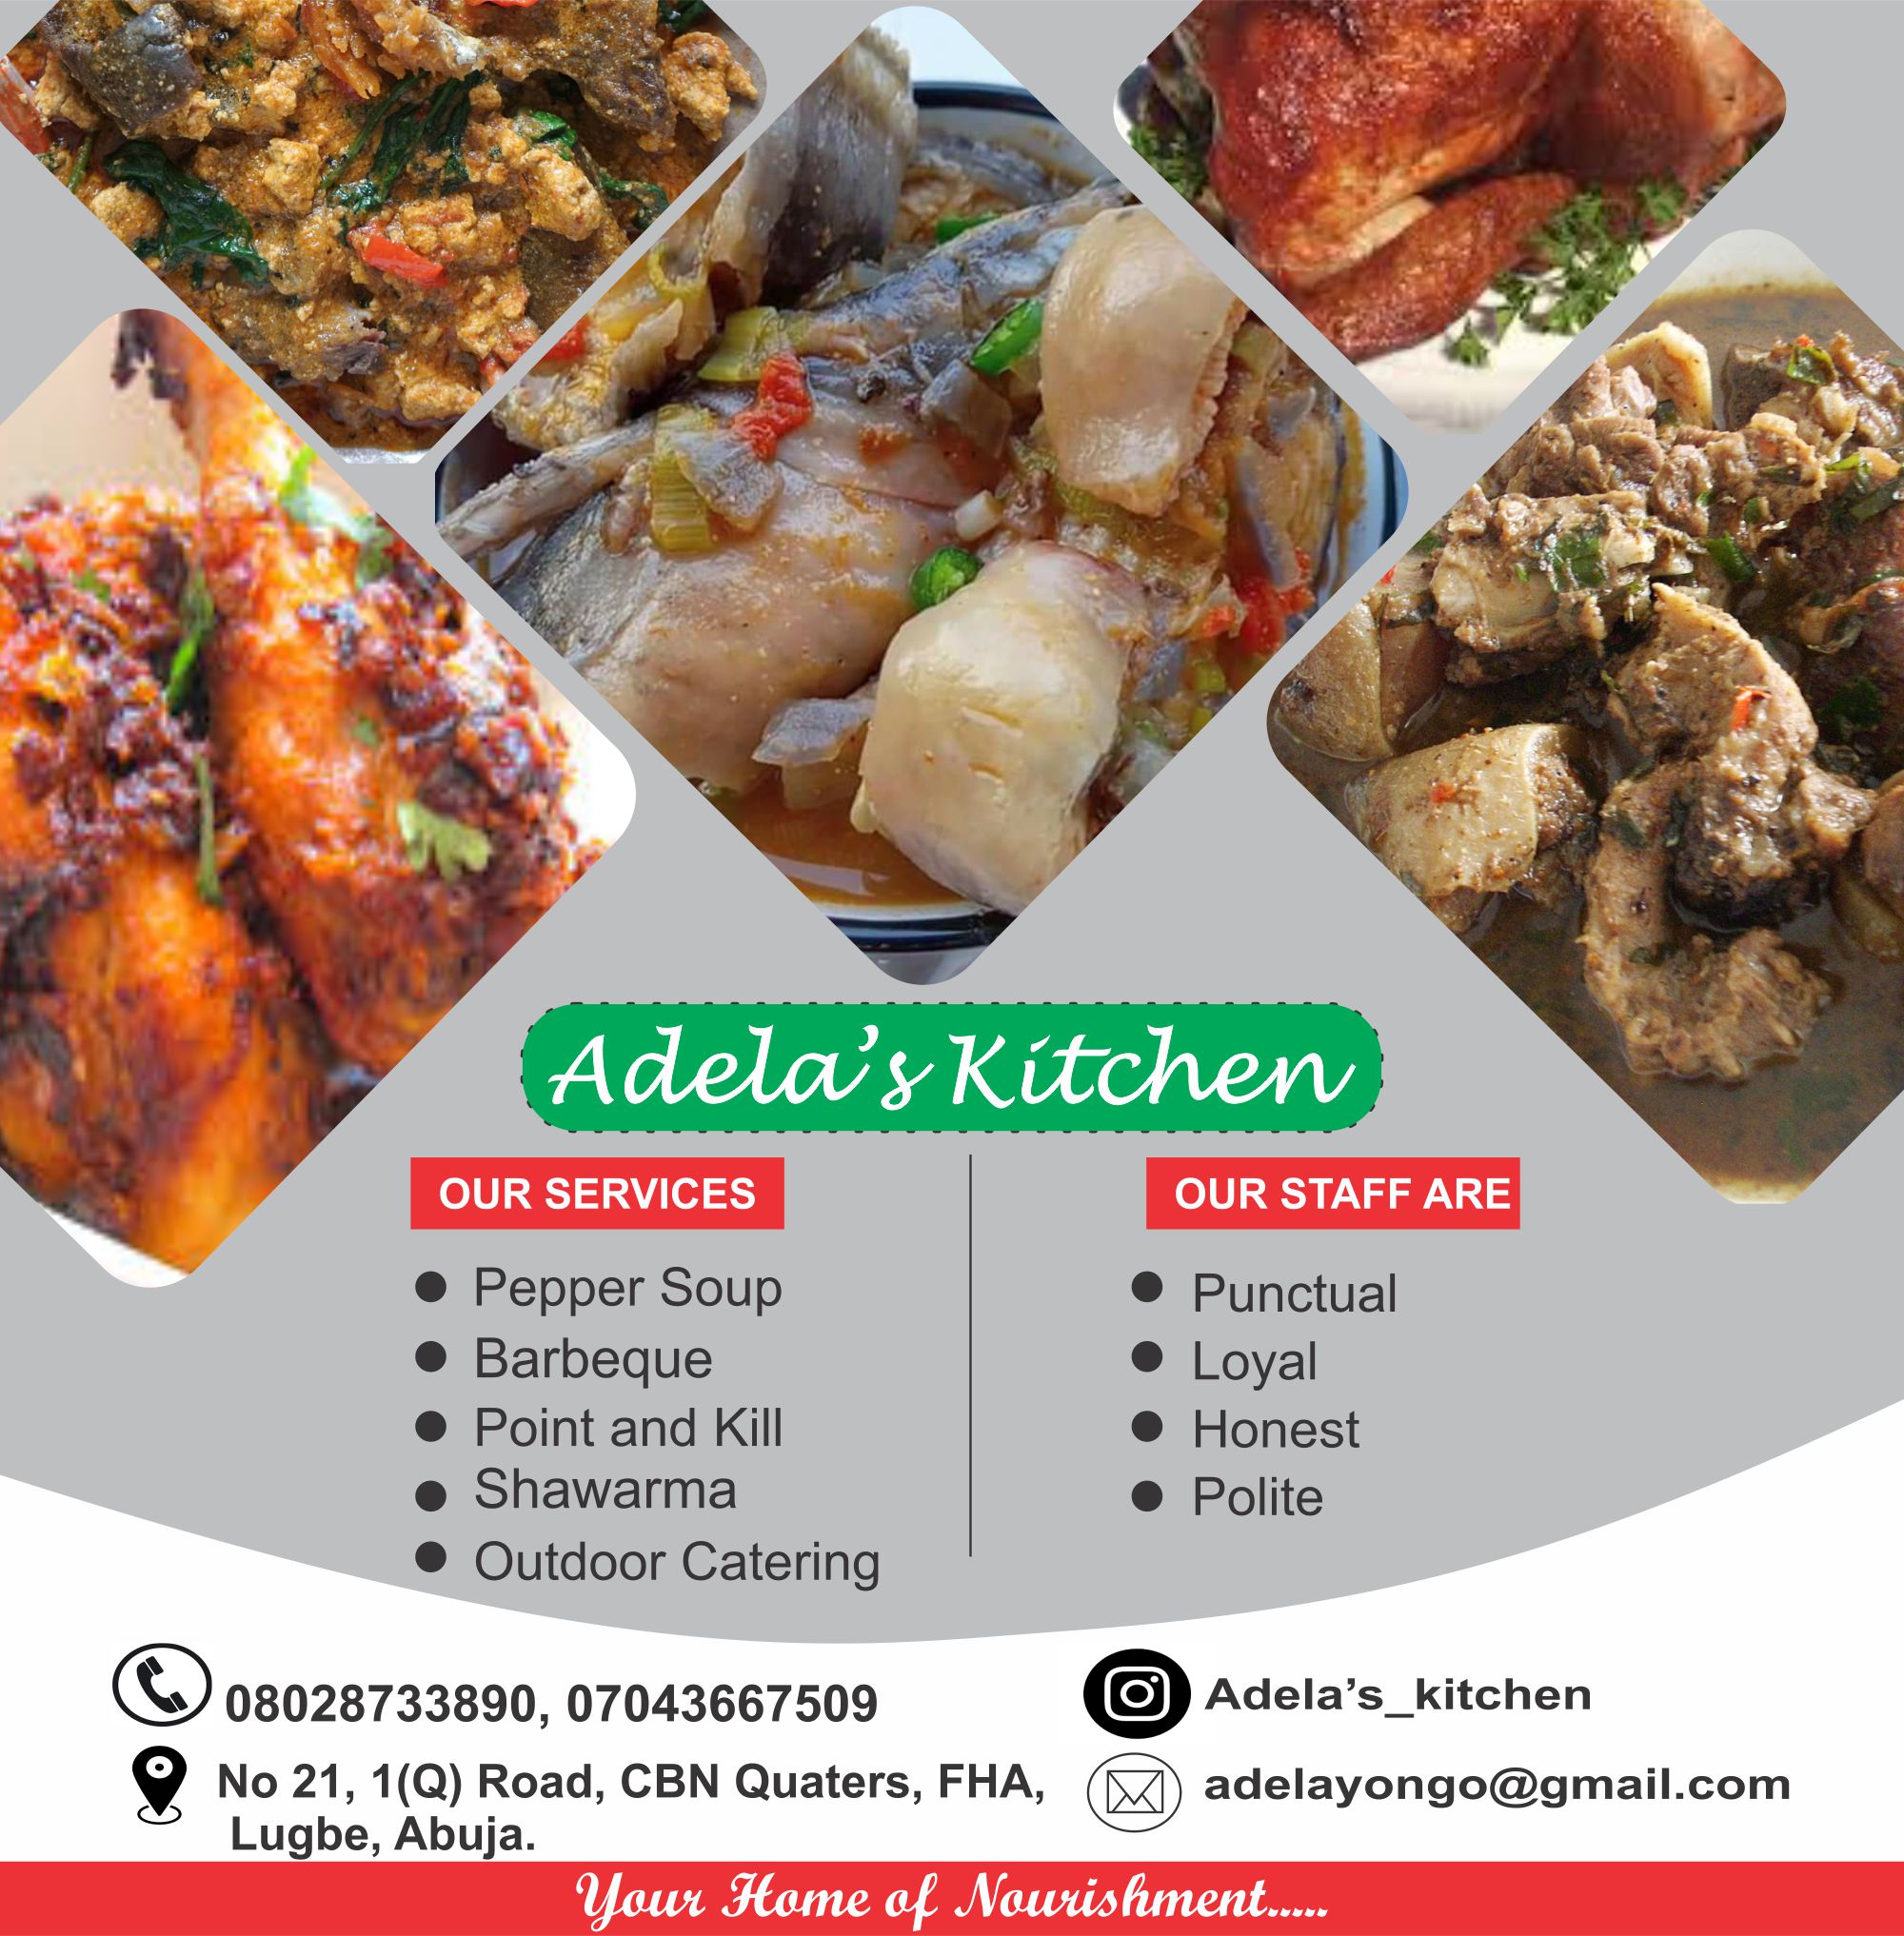 Adela’s Kitchen
OUR SERVICES
Pepper Soup
Barbeque
Point and Kill
Shawarma
Outdoor Catering
OUR STAFF ARE
Punctual
Loyal
Honest
Polite
08028733890, 07043667509
No 21, 1(Q) Road, CBN Quaters, FHA,
Lugbe, Abuja.
Adela’s_kitchen
adelayongo@gmail.com
Your Home of Nourishment.....